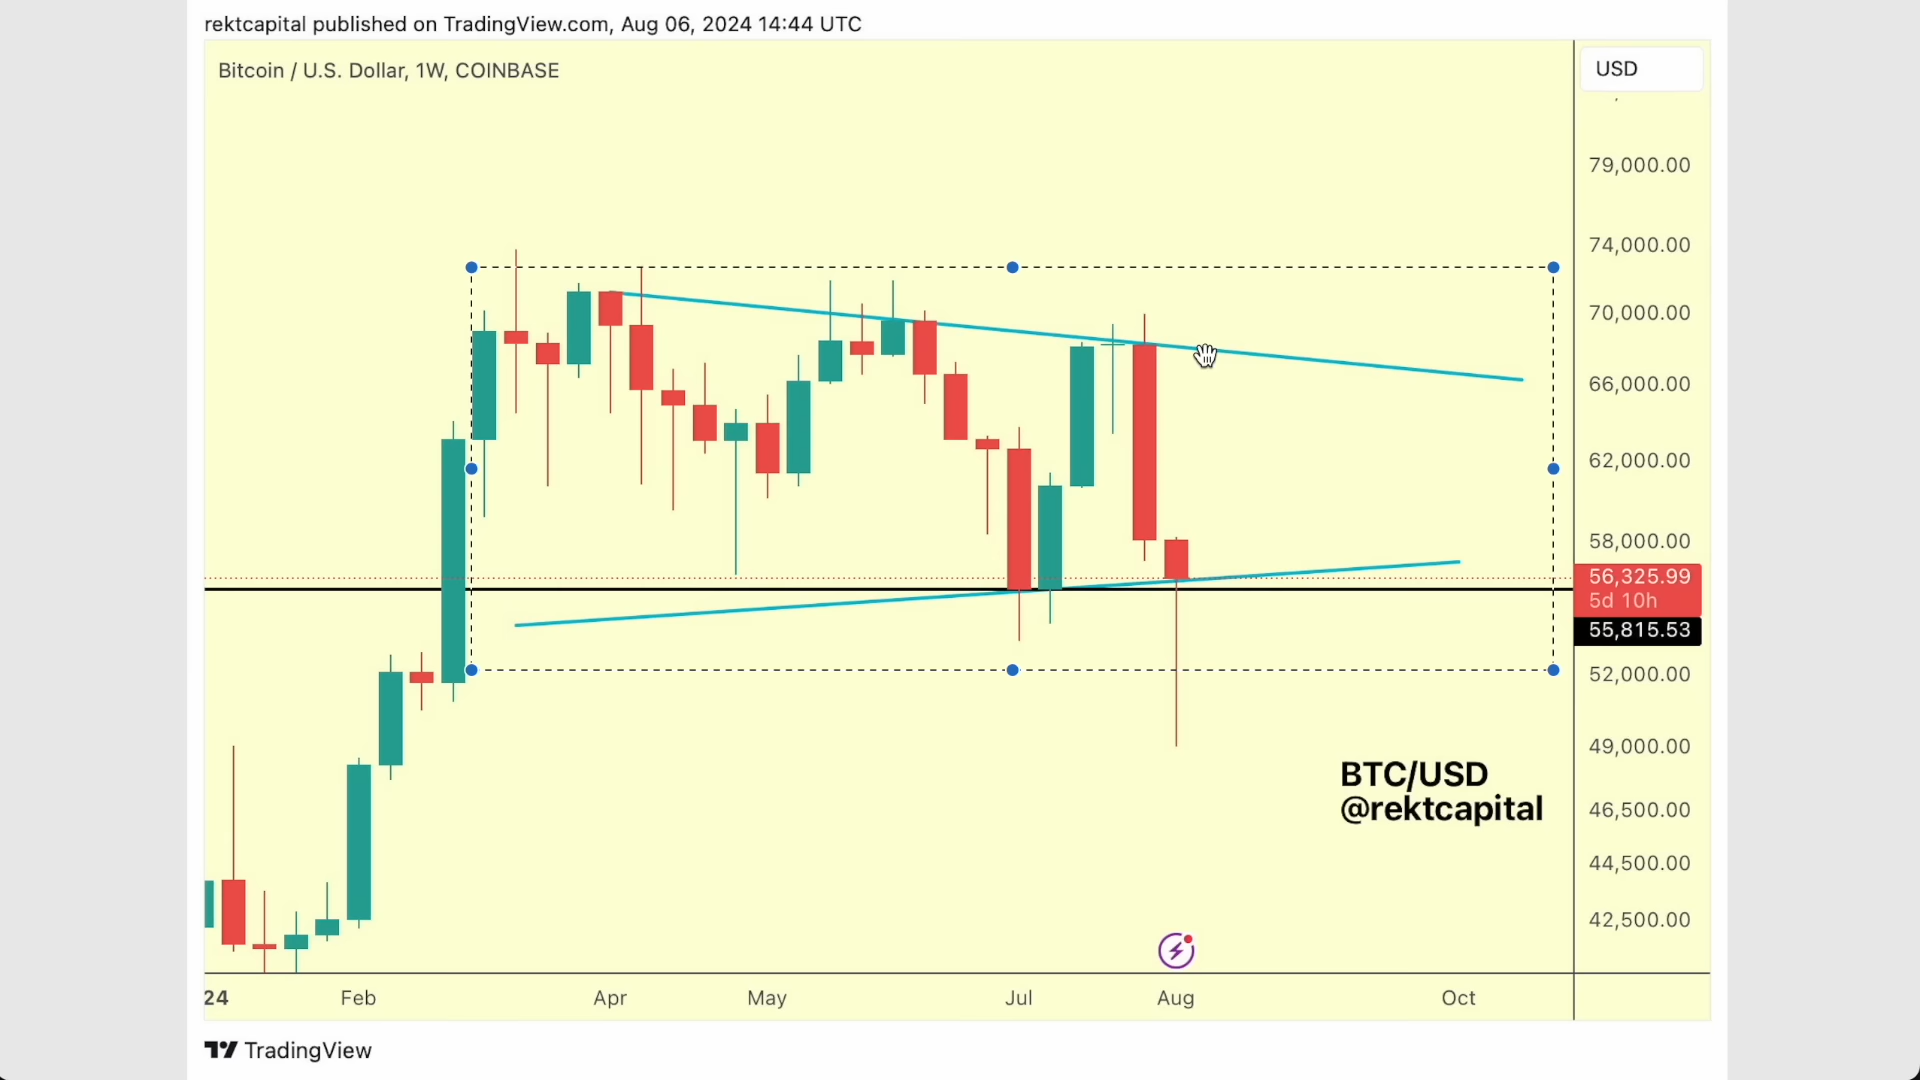 rektcapital published on TradingView.com, Aug 06, 2024 14:44 UTC
Bitcoin / U.S. Dollar, 1W, COINBASE
USD
79,000.00
74,000.00
70,000.00
66,000.00
62,000.00
58,000.00
56,325.99
5d 10h
55,815.53
52,000.00
49,000.00
46,500.00
44,500.00
42,500.00
BTC/USD
@rektcapital
24 Feb Apr May Jul Aug Oct
TradingView